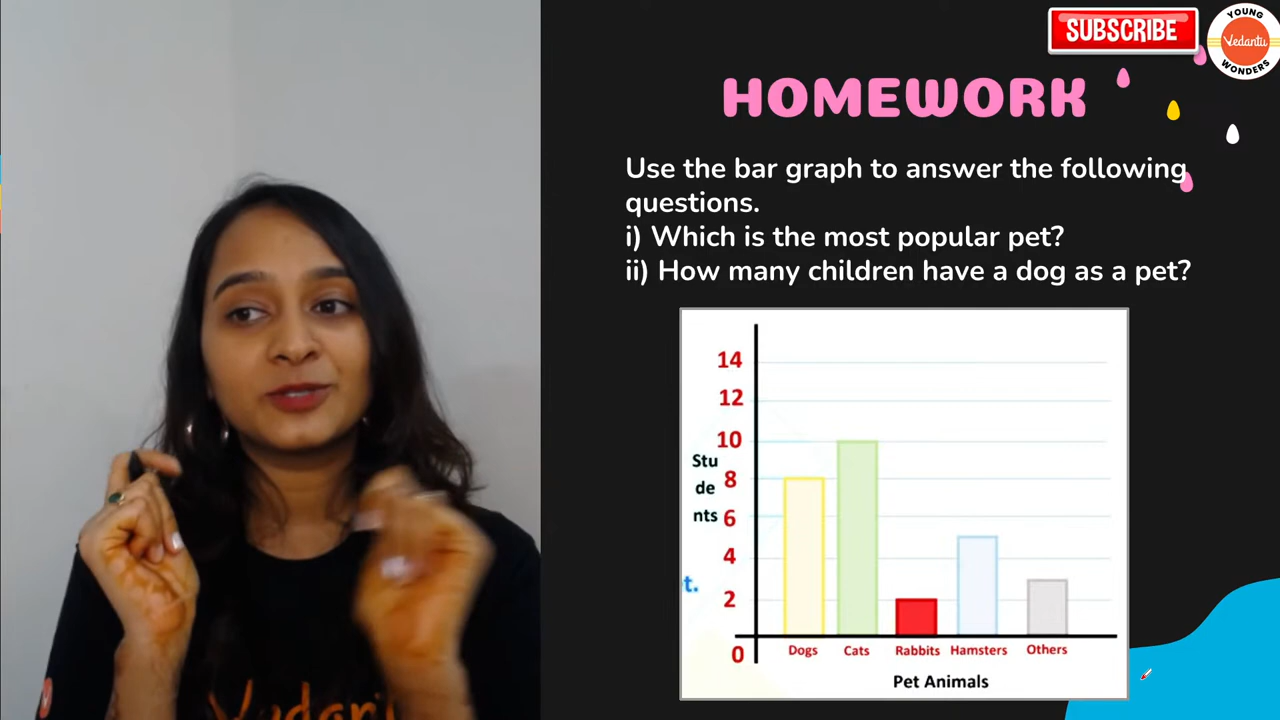 SUBSCRIBE
YOUNG
Vedantu
WONDERS
HOMEWORK
Use the bar graph to answer the following
questions.
i) Which is the most popular pet?
ii) How many children have a dog as a pet?
14
12
10
8
6
4
2
0
Stu
de
nts
t.
Dogs Cats Rabbits Hamsters Others
Pet Animals
Vedantu